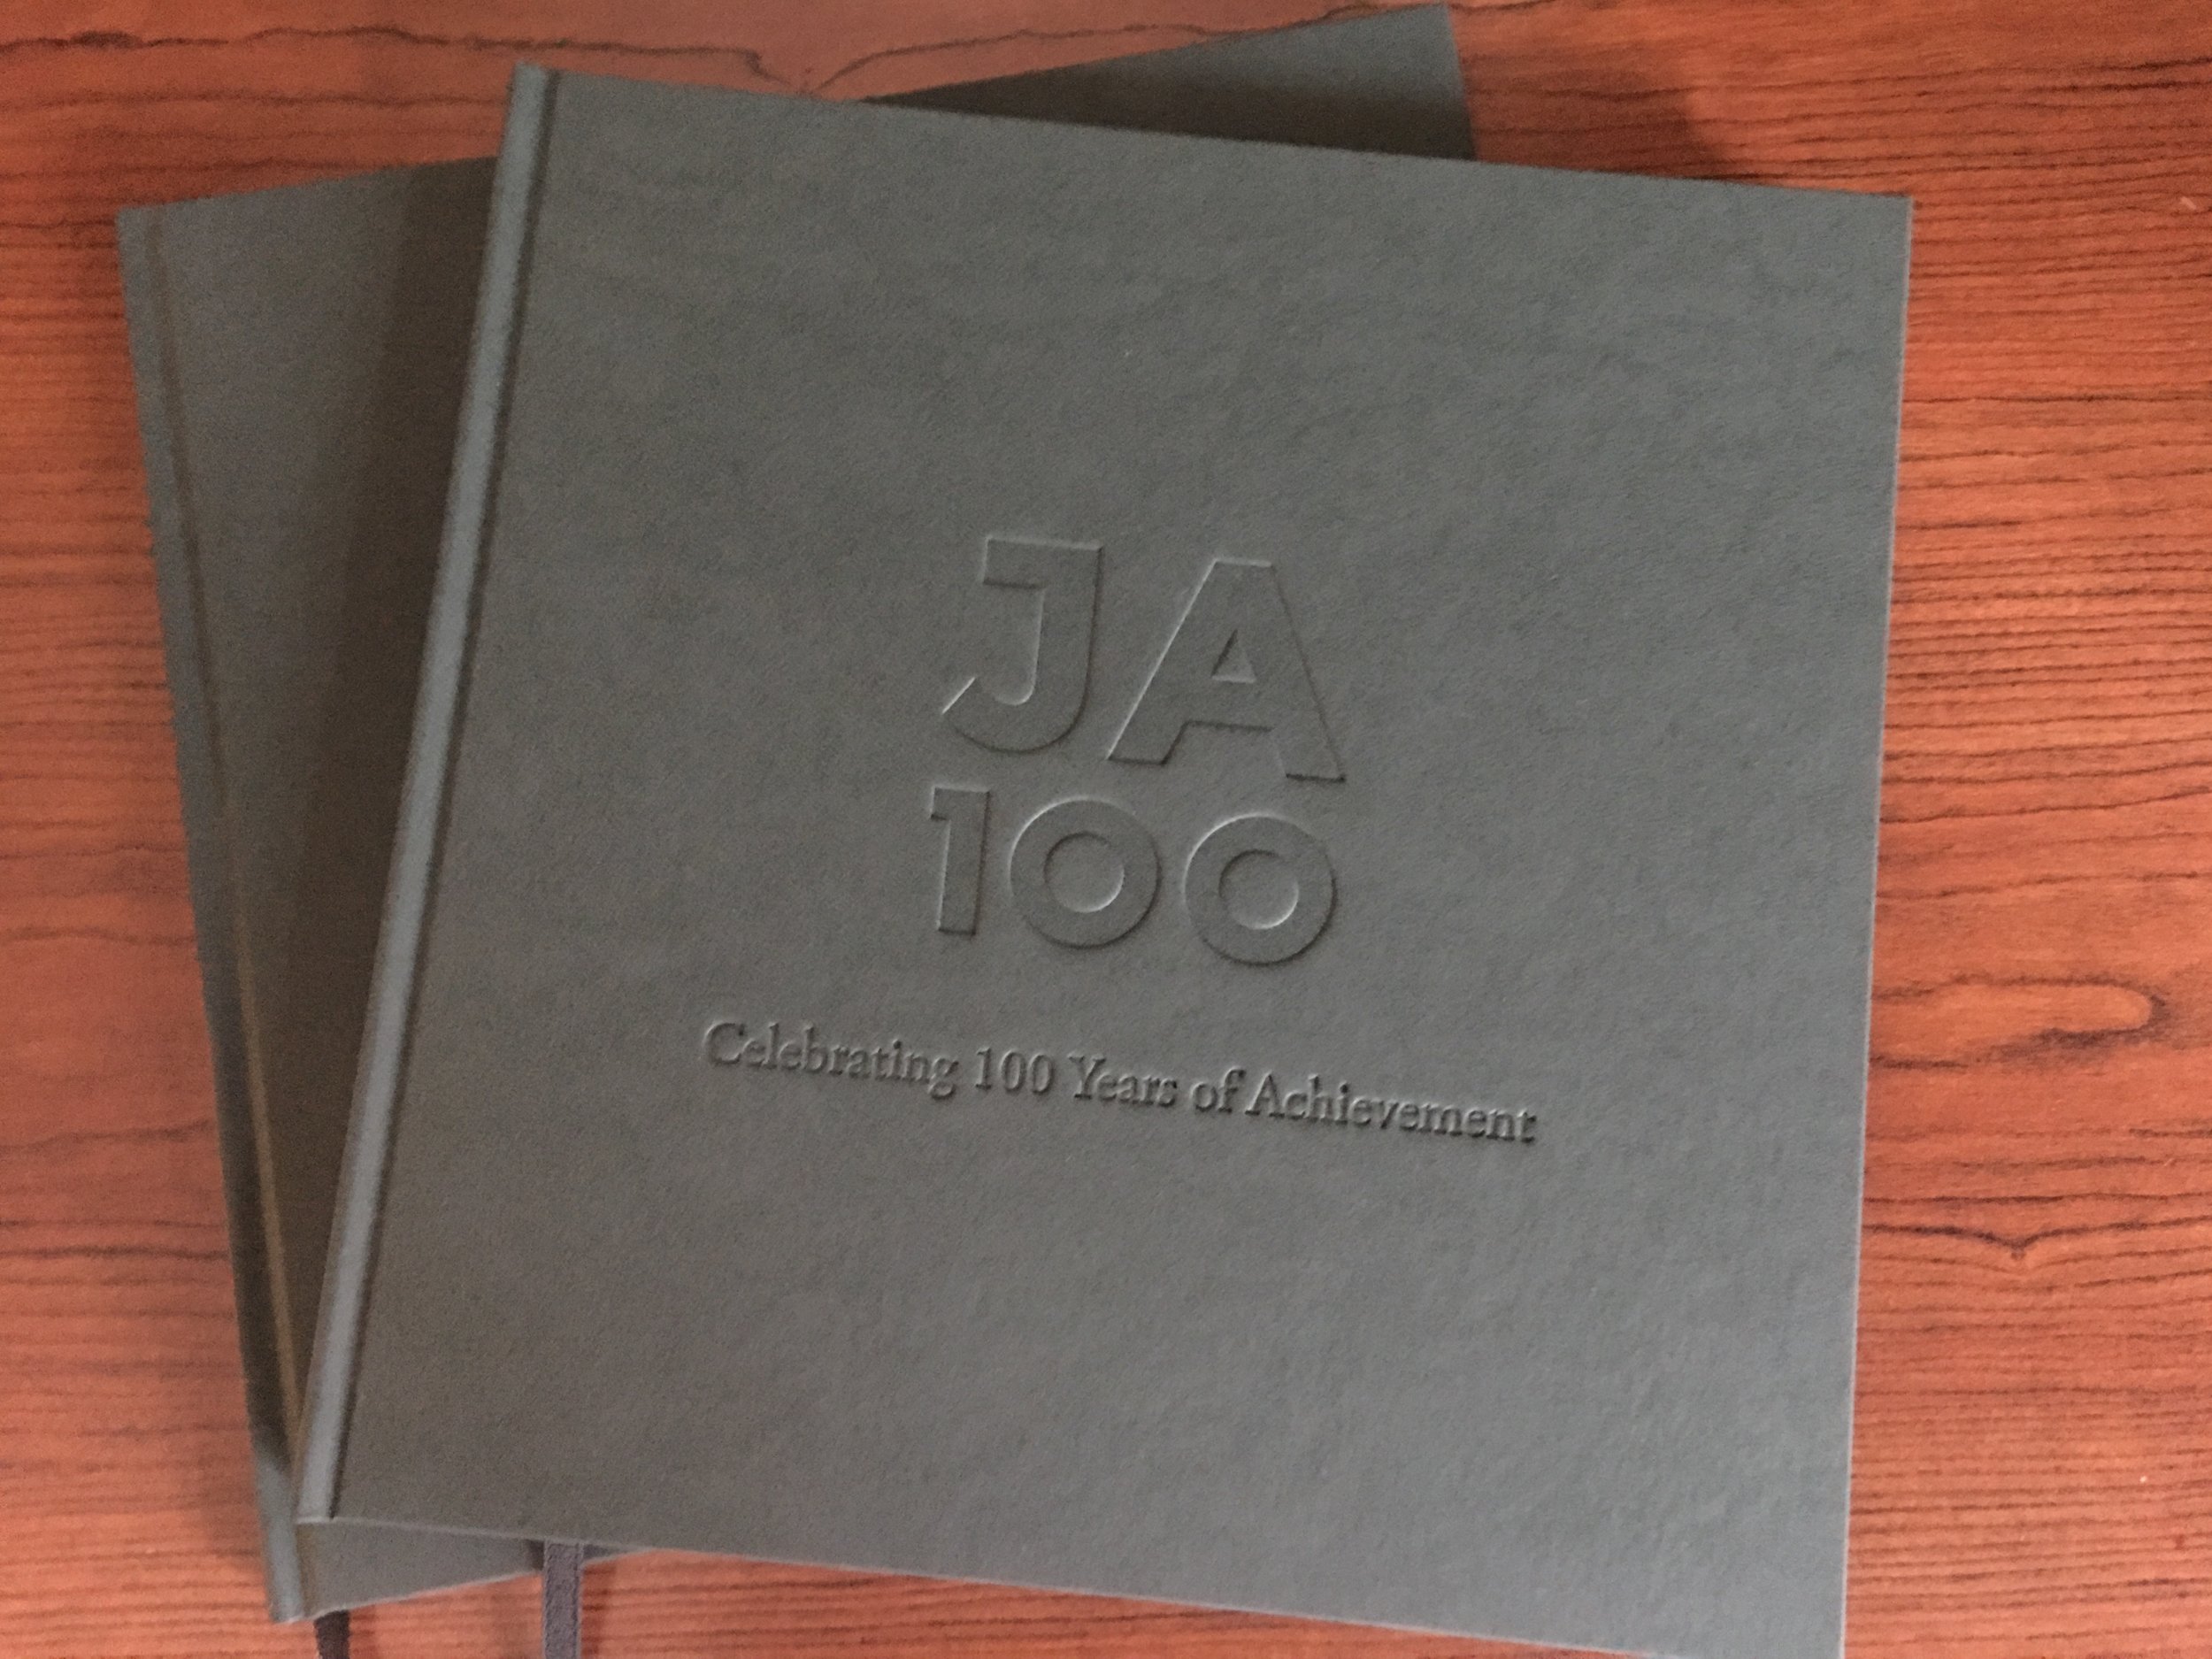 JA
100
Celebrating 100 Years of Achievement